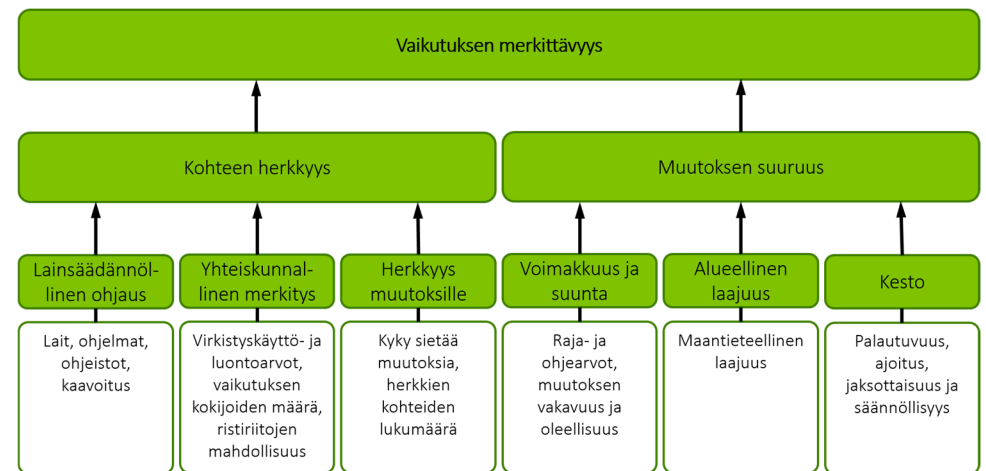 Vaikutuksen merkittävyys
Kohteen herkkyys
Muutoksen suuruus
Lainsäädännöl-
linen ohjaus
Yhteiskunnal-
linen merkitys
Herkkyys
muutoksille
Voimakkuus ja
suunta
Alueellinen
laajuus
Kesto
Lait, ohjelmat,
ohjeistot,
kaavoitus
Virkistyskäyttö- ja
luontoarvot,
vaikutuksen
kokijoiden määrä,
ristiriitojen
mahdollisuus
Kyky sietää
muutoksia,
herkkien
kohteiden
lukumäärä
Raja- ja
ohjearvot,
muutoksen
vakavuus ja
oleellisuus
Maantieteellinen
laajuus
Palautuvuus,
ajoitus,
jaksottaisuus ja
säännöllisyys